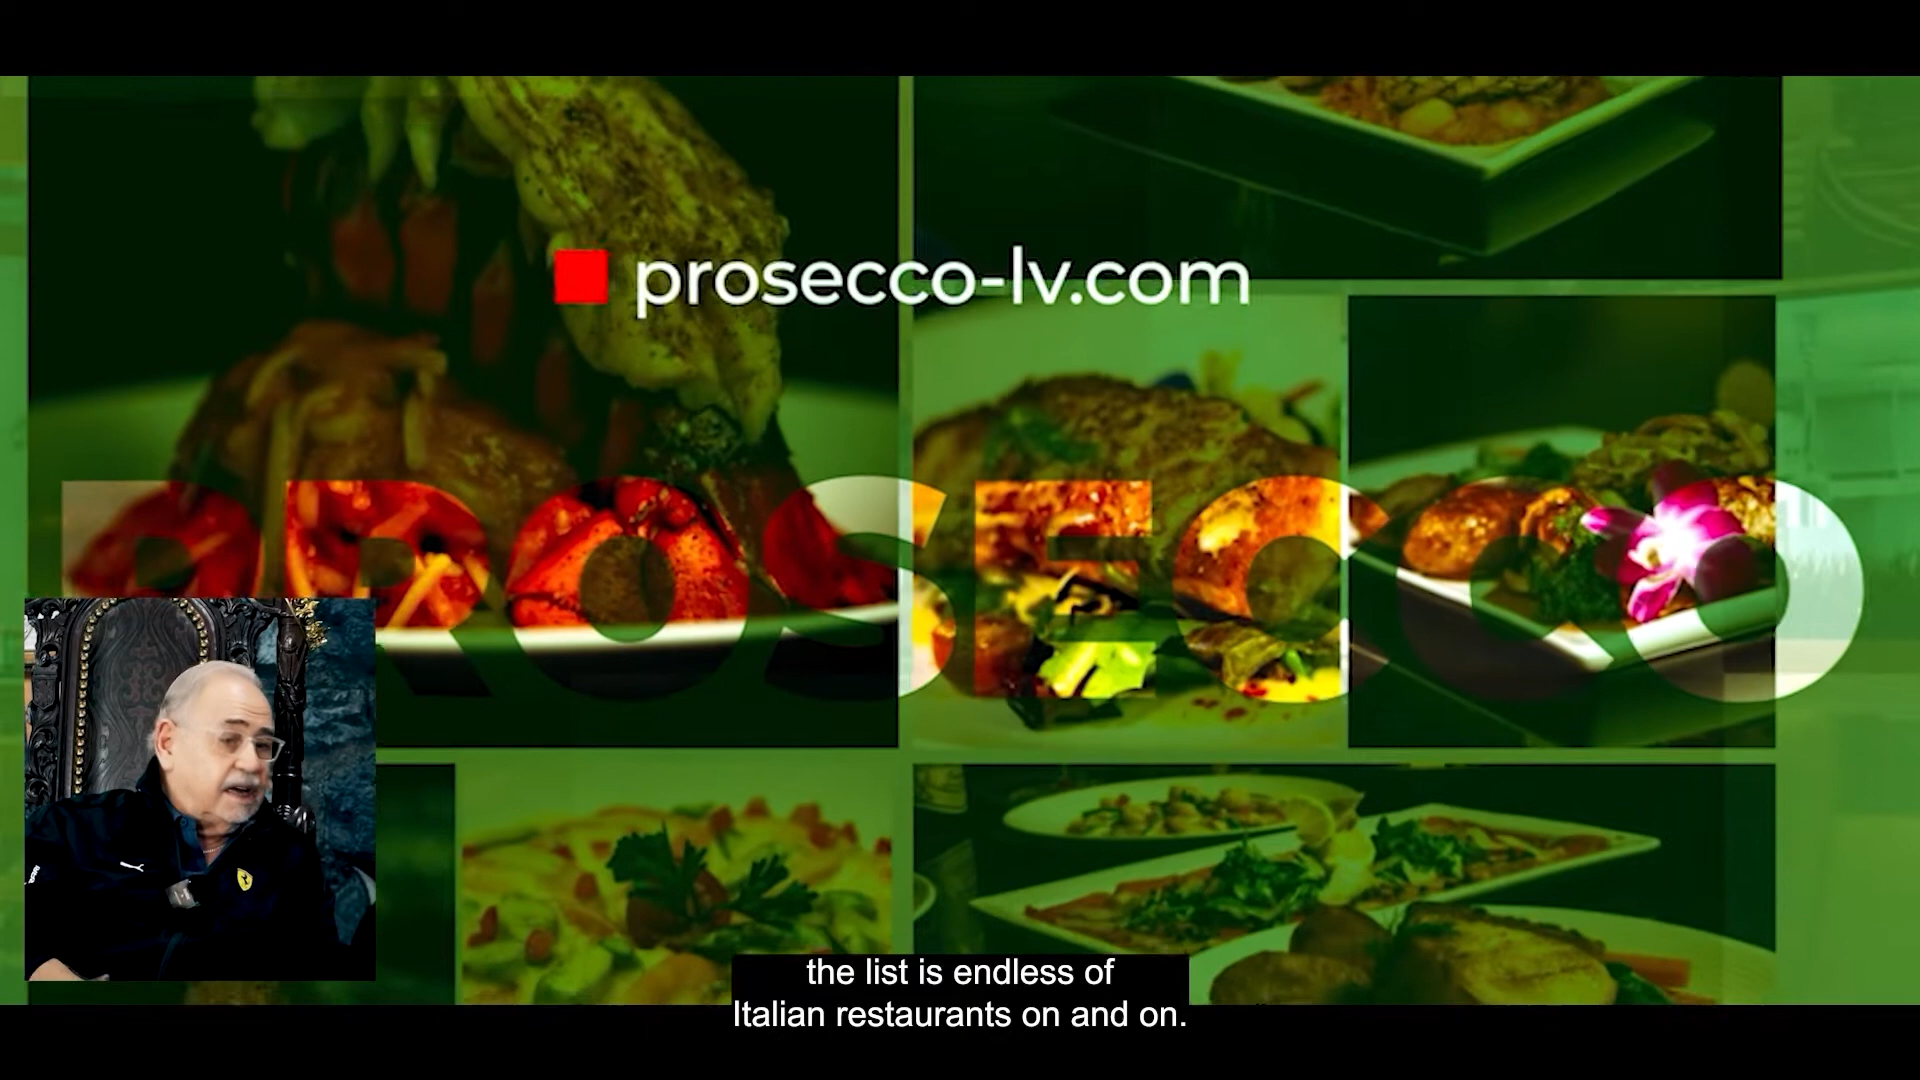 prosecco-lv.com
PROSECCO
the list is endless of
Italian restaurants on and on.